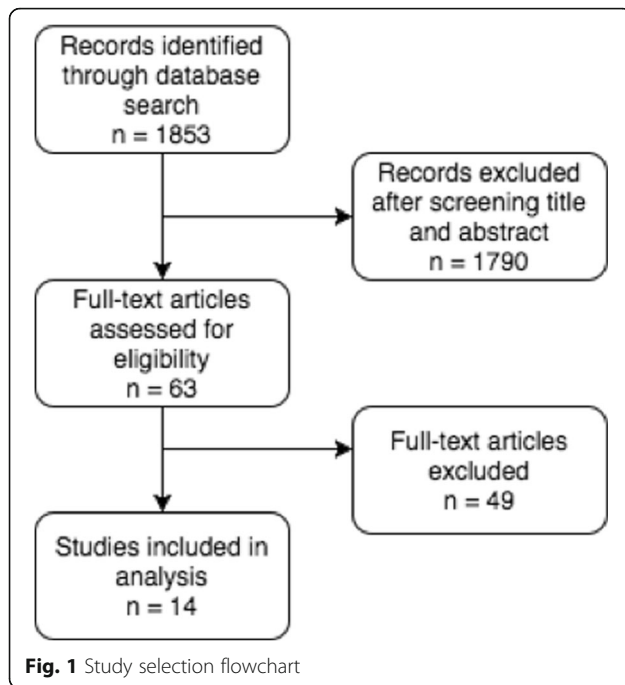 Records identified
through database
search
n = 1853
Records excluded
after screening title
and abstract
n = 1790
Full-text articles
assessed for
eligibility
n = 63
Full-text articles
excluded
n = 49
Studies included in
analysis
n = 14
Fig. 1 Study selection flowchart